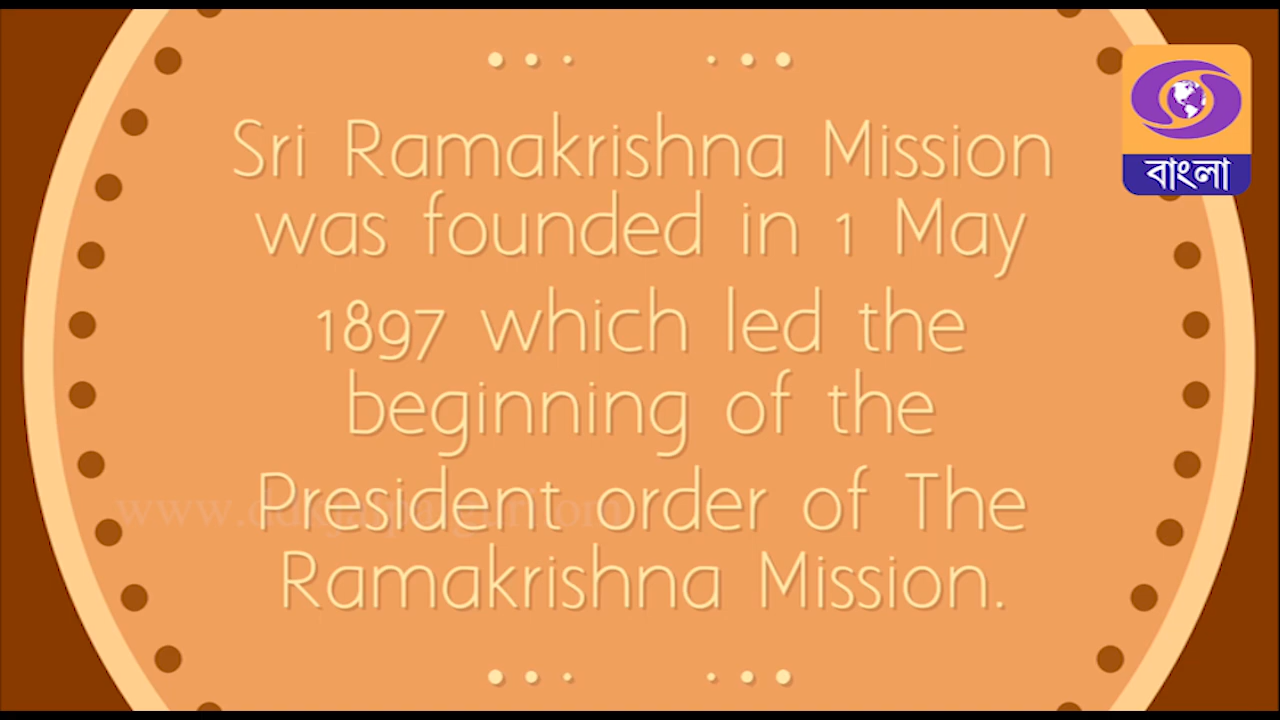 Sri Ramakrishna Mission
was founded in 1 May
1897 which led the
beginning of the
President order of The
Ramakrishna Mission.
বাংলা